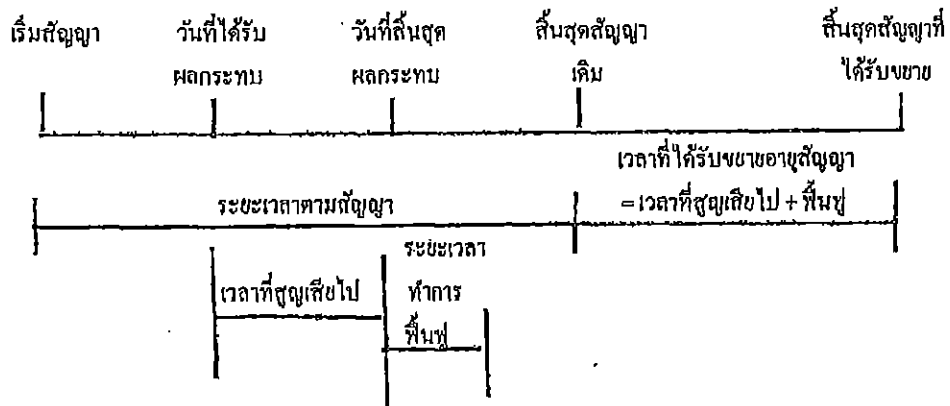 เริ่มสัญญา วันที่ได้รับ วันที่สิ้นสุด สิ้นสุดสัญญา สิ้นสุดสัญญาที่
ผลกระทบ ผลกระทบ เดิม ได้รับขยาย
เวลาที่ได้รับขยายอายุสัญญา
ระยะเวลาตามสัญญา = เวลาที่สูญเสียไป + ฟื้นฟู
ระยะเวลา
เวลาที่สูญเสียไป ทำการ
ฟื้นฟู